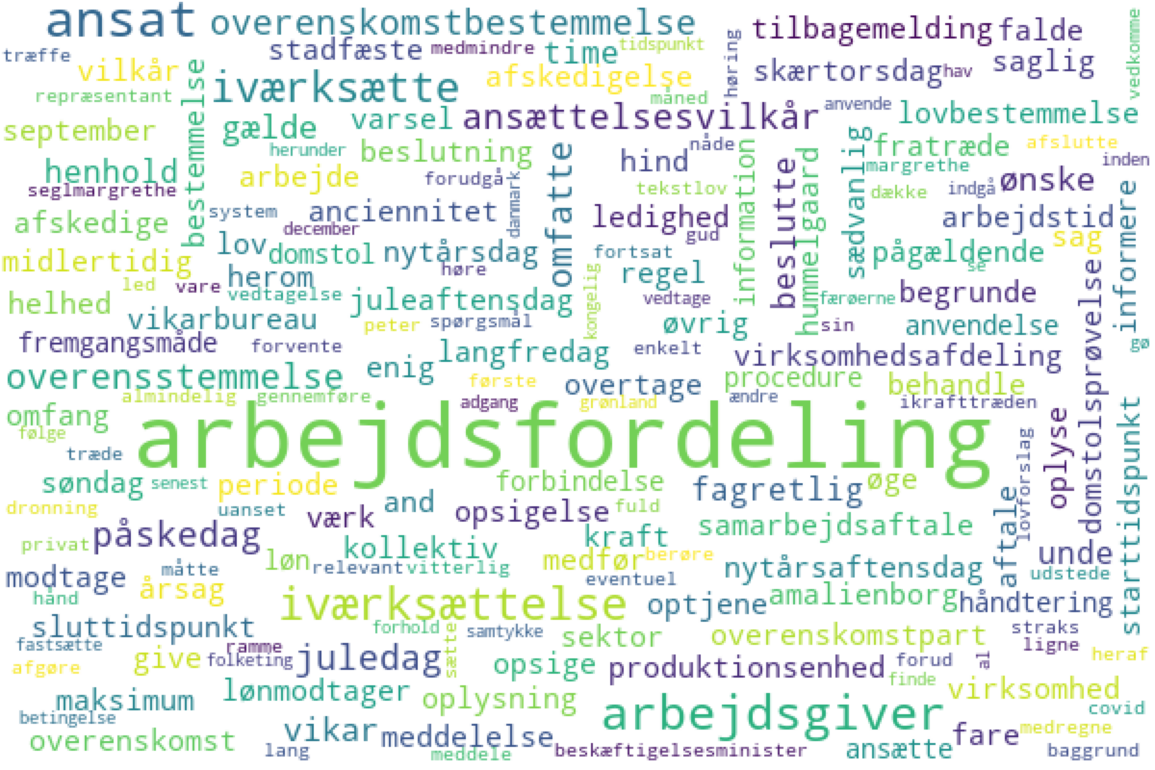 ansat overenskomstbestemmelse tilbagemelding falde
træffe stadfæste medmindre time tidspunkt høring vedkomme
vilkår afskedigelse skærtorsdag hav saglig
repræsentant bestemmelse iværksætte måned anvende
september gælde varsel ansættelsesvilkår lovbestemmelse
henhold herunder beslutning omfatte hind nåde information beslutte hummelgaard sædvanlig fratræde afslutte
seglmargrethe arbejde forudgå danmark tekstlov margrethe inden
afskedige system anciennitet ledighed dække indgå ønske
december gud arbejdstid informere
midlertidig lov domstol nytårsdag fortsat pågældende sag
led vare herom høre kongelig regel se
helhed vedtagelse juleaftensdag vedtage færøerne begrunde domstolsprøvelse
vikarbureau peter spørgsmål øvrig sin anvendelse
fremgangsmåde forvente langfredag enkelt virksomhedsafdeling gø
overensstemmelse enig første overtage procedure behandle
omfang almindelig gennemføre adgang grønland ændre ikrafttræden
følge arbejdsfordeling oplyse starttidspunkt
træde lovforslag
søndag senest periode forbindelse fagretlig øge
dronning uanset and opsigelse fuld samarbejdsaftale aftale
påskedag værk kraft
privat løn kollektiv medfør berøre unde
modtage måtte relevant vitterlig eventuel nytårsaftensdag udstede
hånd årsag iværksættelse optjene amalienborg håndtering
sluttidspunkt forhold samtykke sektor overenskomstpart straks
fastsætte ramme sætte ligne
afgøre give folketing juledag opsige produktionsenhed forud al heraf
maksimum lønmodtager oplysning finde virksomhed
betingelse arbejdsgiver covid
overenskomst vikar meddelelse fare medregne
lang meddele beskæftigelsesminister ansætte baggrund